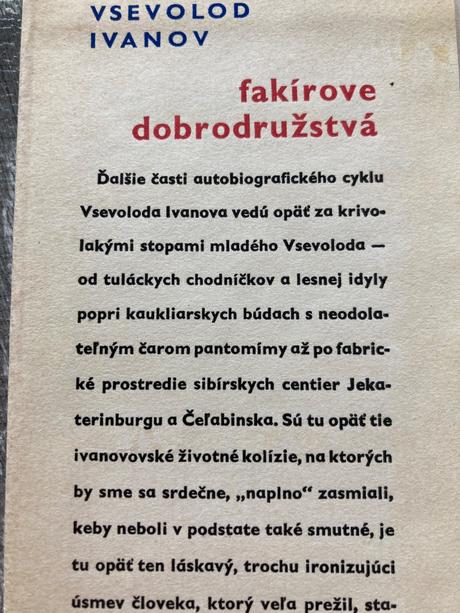 VSEVOLOD
IVANOV
fakírove
dobrodružstvá
Ďalšie časti autobiografického cyklu
Vsevoloda Ivanova vedú opäť za krivo-
lakými stopami mladého Vsevoloda —
od tuláckych chodníčkov a lesnej idyly
popri kaukliarskych búdach s neodola-
teľným čarom pantomímy až po fabric-
ké prostredie sibírskych centier Jeka-
terinburgu a Čeľabinska. Sú tu opäť tie
ivanovovské životné kolízie, na ktorých
by sme sa srdečne, „naplno“ zasmiali,
keby neboli v podstate také smutné, je
tu opäť ten láskavý, trochu ironizujúci
úsmev človeka, ktorý veľa prežil, sta-